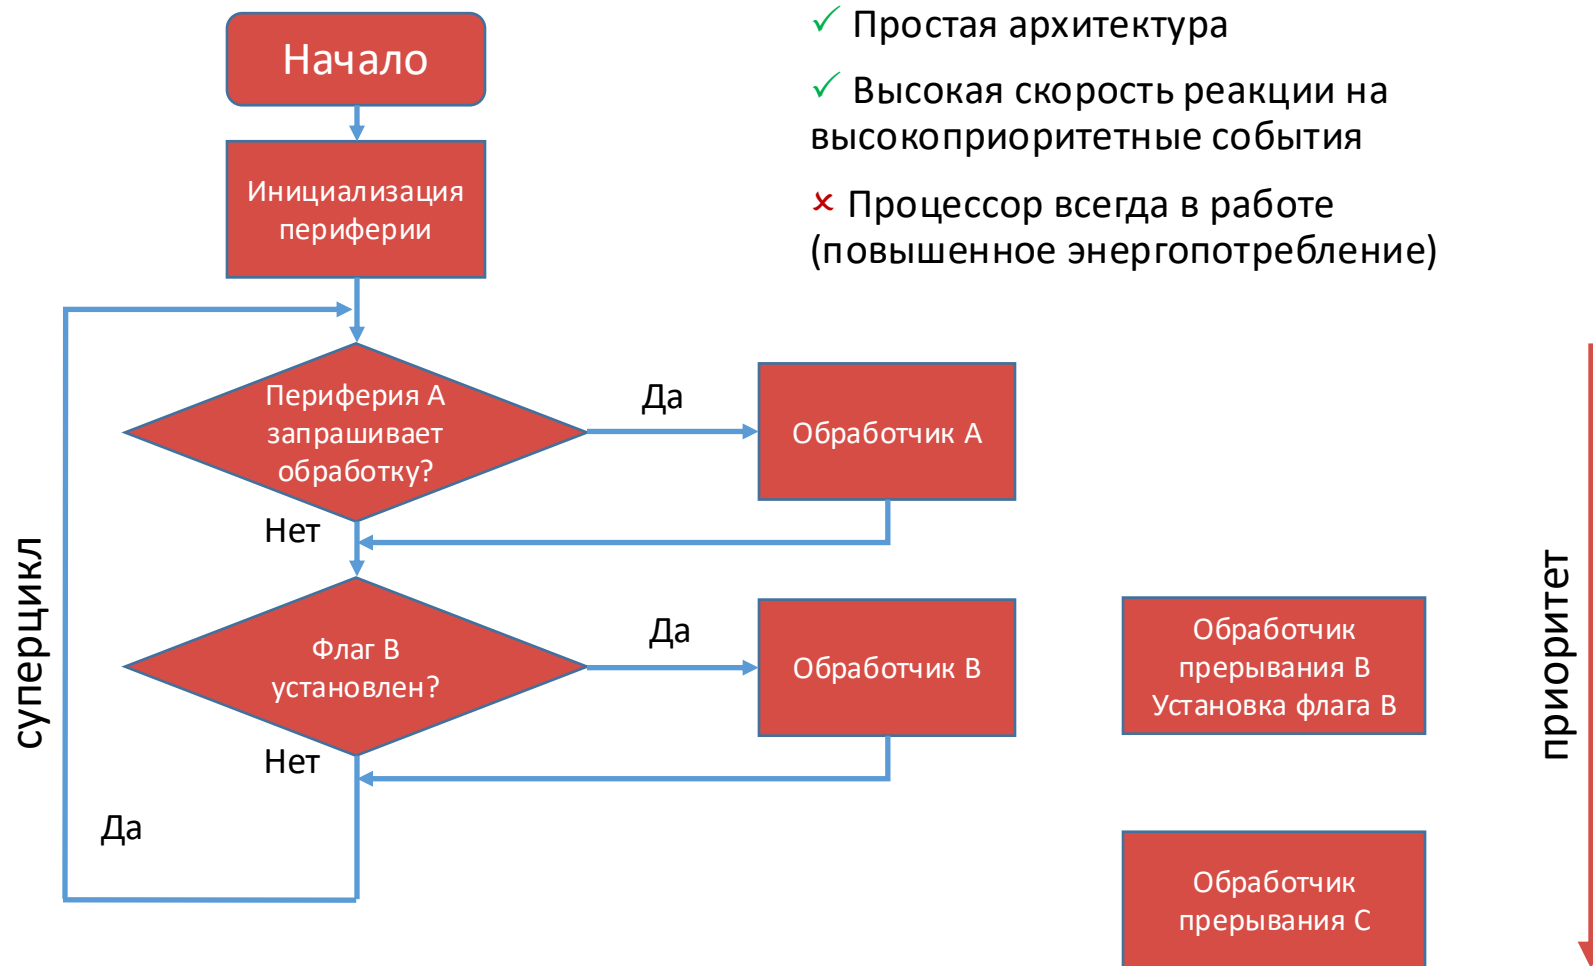 Начало
✓ Простая архитектура
✓ Высокая скорость реакции на
высокоприоритетные события
✗ Процессор всегда в работе
(повышенное энергопотребление)
Инициализация
периферии
Периферия А
запрашивает
обработку?
Да
Обработчик А
Нет
суперцикл
приоритет
Флаг В
установлен?
Да
Обработчик В
Обработчик
прерывания В
Установка флага В
Нет
Да
Обработчик
прерывания С